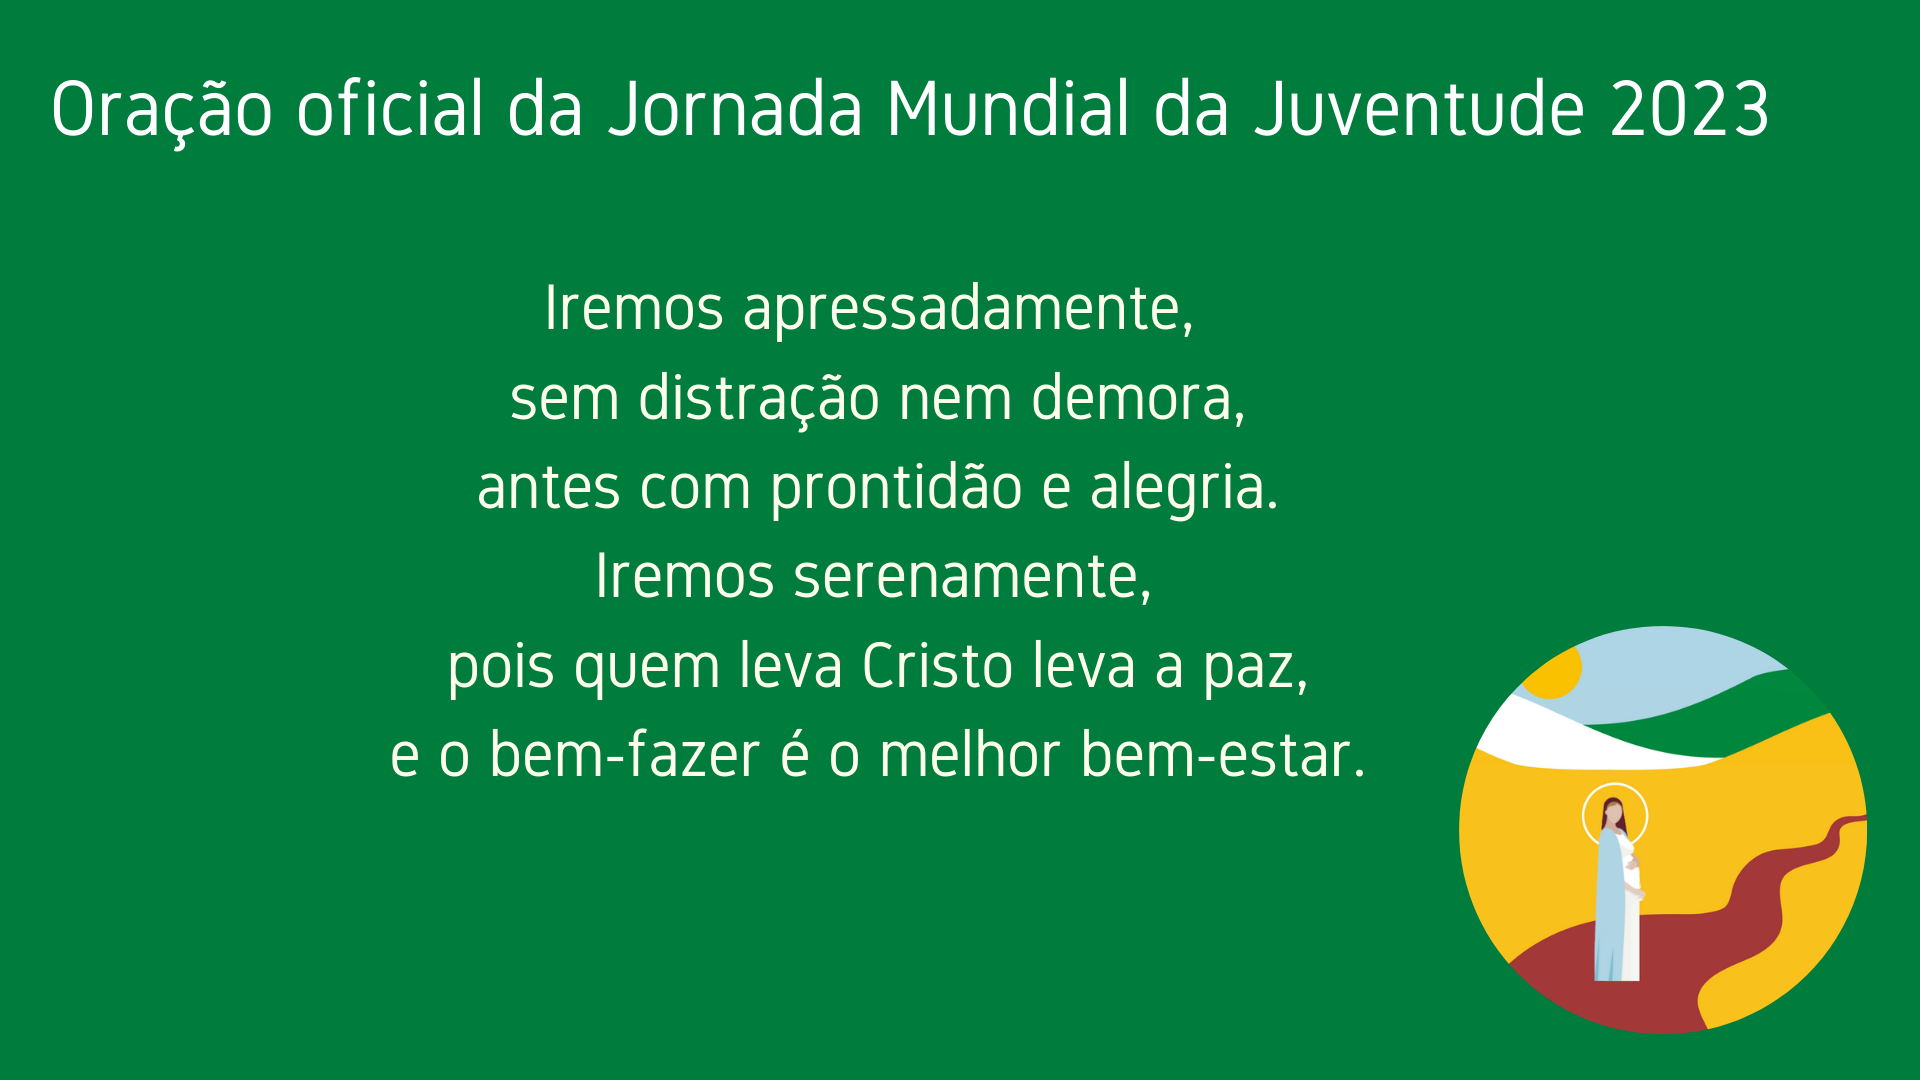 Oração oficial da Jornada Mundial da Juventude 2023
Iremos apressadamente,
sem distração nem demora,
antes com prontidão e alegria.
Iremos serenamente,
pois quem leva Cristo leva a paz,
e o bem-fazer é o melhor bem-estar.